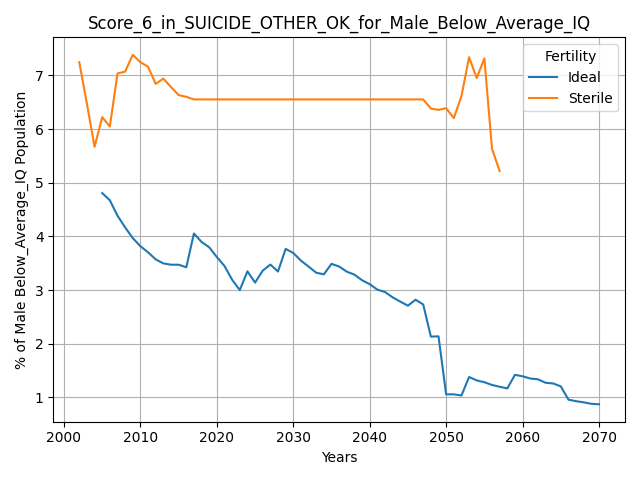 Score_6_in_SUICIDE_OTHER_OK_for_Male_Below_Average_IQ
% of Male Below_Average_IQ Population
7
6
5
4
3
2
1
Fertility
Ideal
Sterile
2000 2010 2020 2030 2040 2050 2060 2070
Years